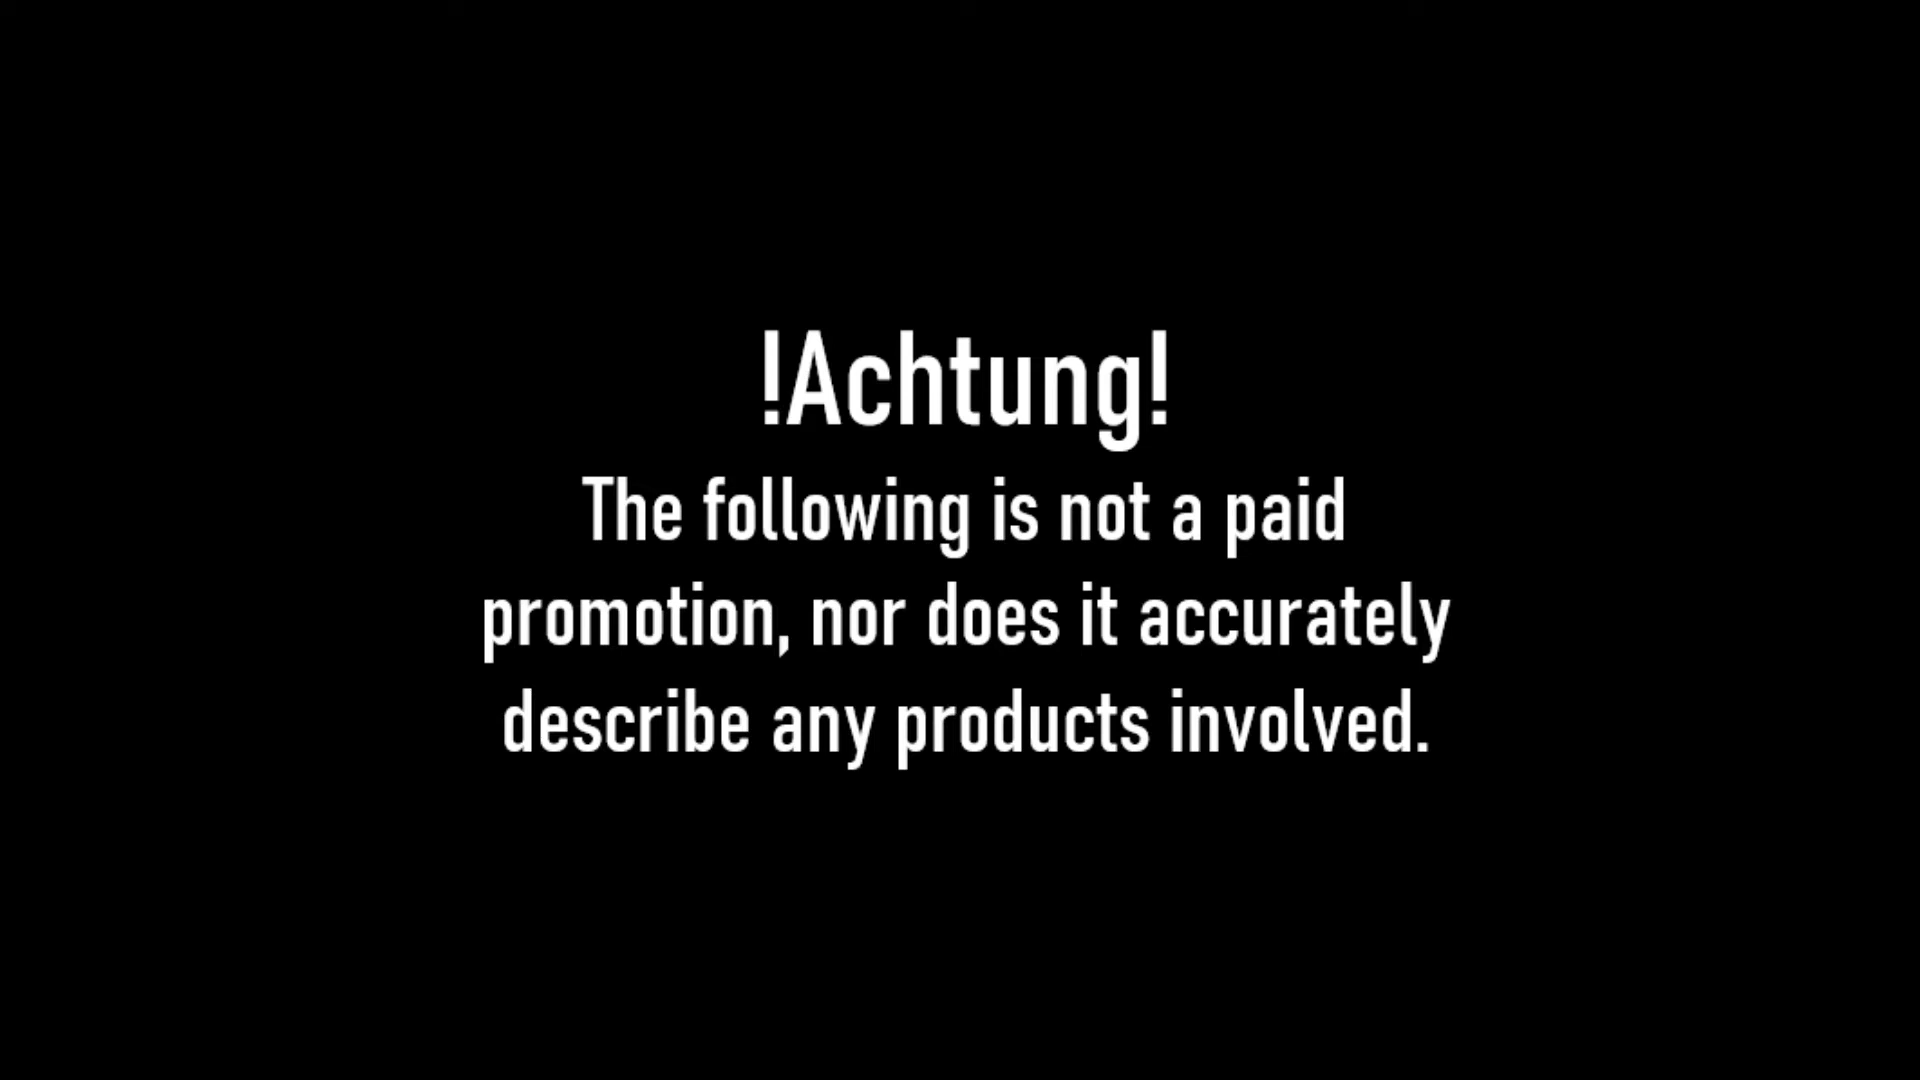 !Achtung!
The following is not a paid
promotion, nor does it accurately
describe any products involved.